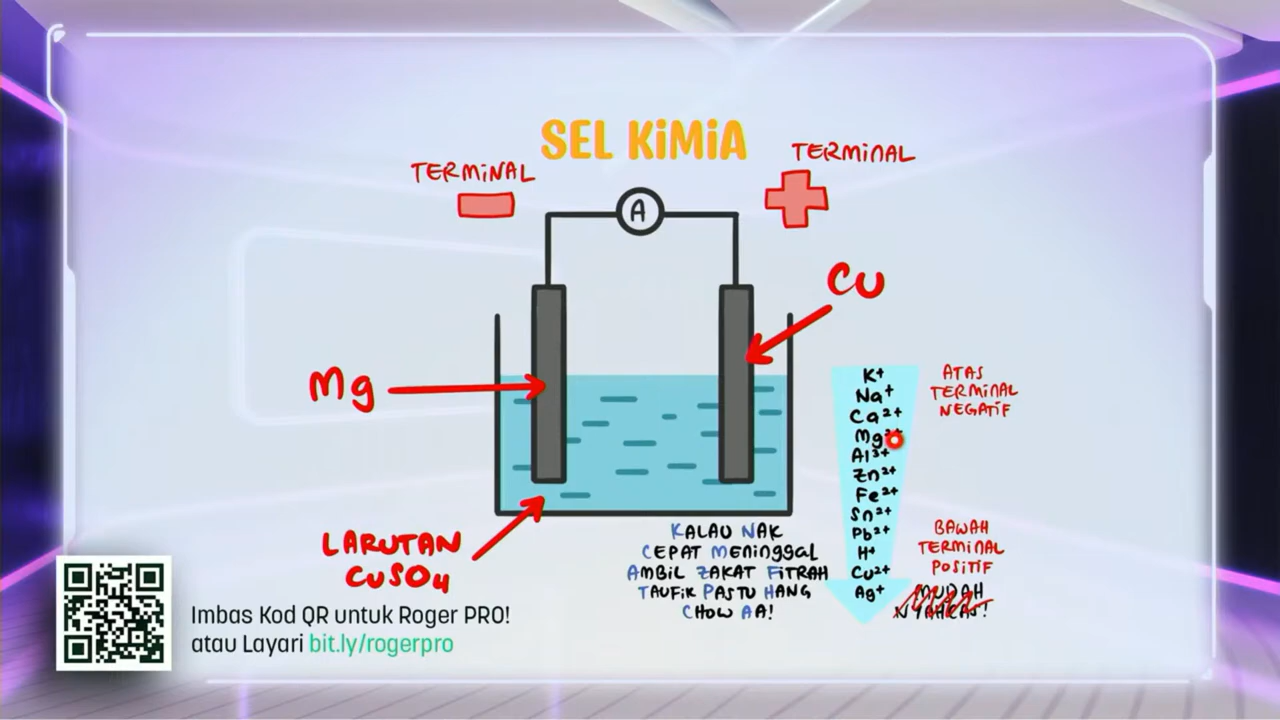 SEL KiMiA
TERMINAL
TERMINAL
A
Cu
Mg
K+
Na+
Ca2+
Mg2+
Al3+
Zn2+
Fe2+
Sn2+
Pb2+
H+
Cu2+
Ag+
ATAS
TERMINAL
NEGATIF
BAWAH
TERMINAL
POSITIF
MUDAH
NYAHCAS!
LARUTAN
CuSO4
KALAU NAK
CEPAT MENINGGAL
AMBIL ZAKAT FITRAH
TAUFIK PASTU HANG
CHOW AA!
Imbas Kod QR untuk Roger PRO!
atau Layari bit.ly/rogerpro